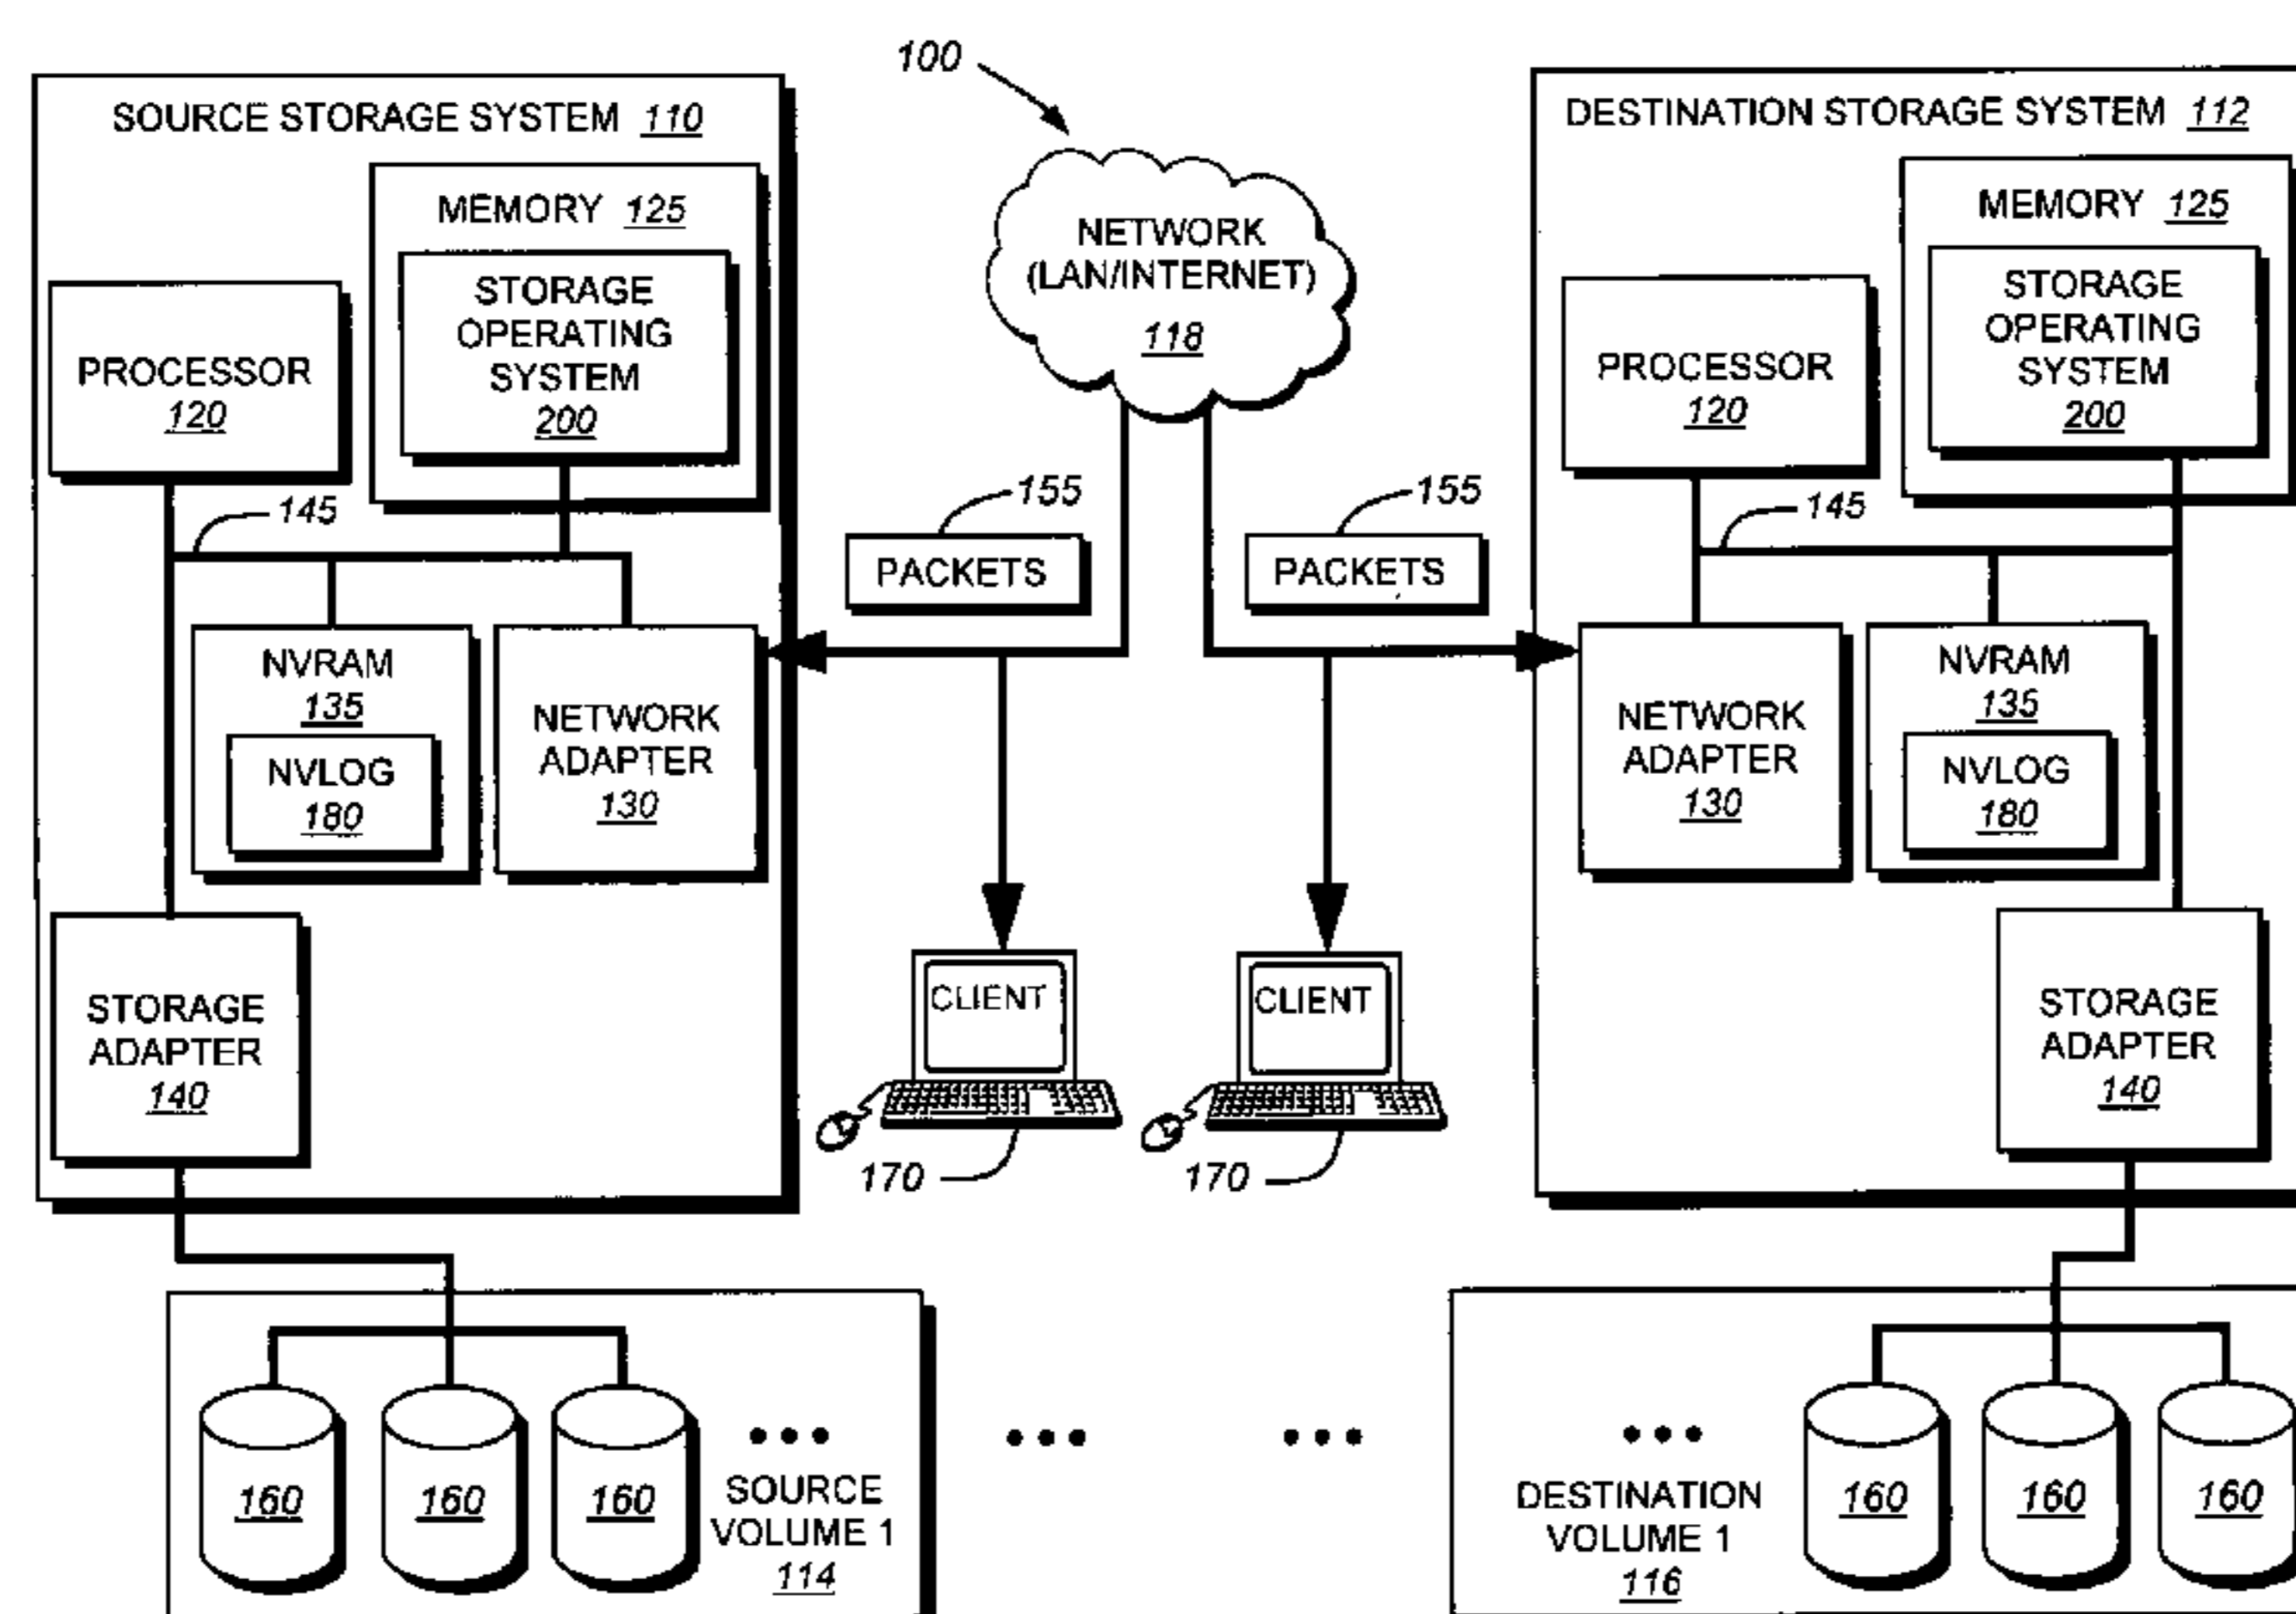 100
SOURCE STORAGE SYSTEM 110
MEMORY 125
STORAGE
OPERATING
SYSTEM
200
PROCESSOR
120
145
NVRAM
135
NVLOG
180
NETWORK
ADAPTER
130
STORAGE
ADAPTER
140
NETWORK
(LAN/INTERNET)
118
155
PACKETS
155
PACKETS
CLIENT
170
CLIENT
170
DESTINATION STORAGE SYSTEM 112
MEMORY 125
STORAGE
OPERATING
SYSTEM
200
PROCESSOR
120
145
NETWORK
ADAPTER
130
NVRAM
135
NVLOG
180
STORAGE
ADAPTER
140
160
160
160
SOURCE
VOLUME 1
114
DESTINATION
VOLUME 1
116
160
160
160